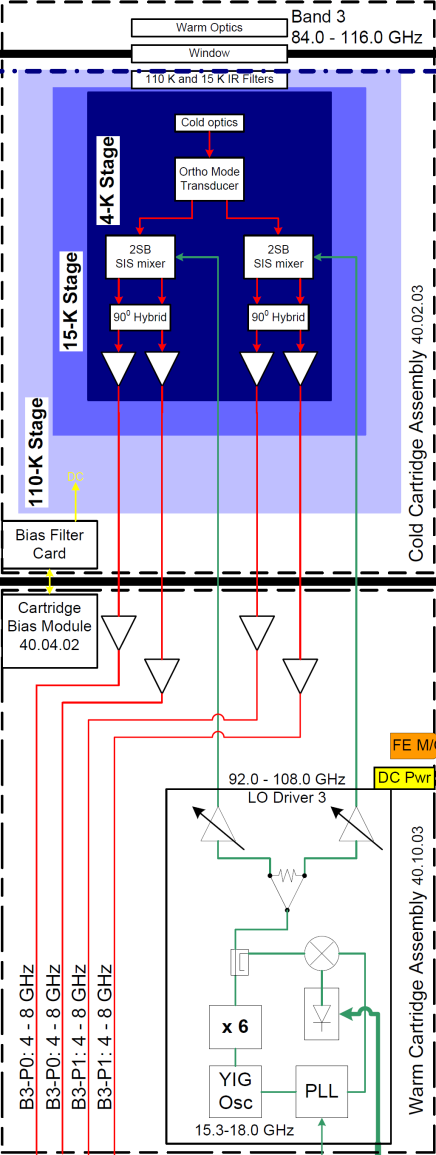 Warm Optics
Band 3
84.0 - 116.0 GHz
Window
110 K and 15 K IR Filters
Cold optics
4-K Stage
Ortho Mode
Transducer
2SB
SIS mixer
2SB
SIS mixer
15-K Stage
90⁰ Hybrid
90⁰ Hybrid
110-K Stage
DC
Cold Cartridge Assembly 40.02.03
Bias Filter
Card
Cartridge
Bias Module
40.04.02
FE M/
DC Pwr
92.0 - 108.0 GHz
LO Driver 3
Warm Cartridge Assembly 40.10.03
B3-P0: 4 - 8 GHz
B3-P0: 4 - 8 GHz
B3-P1: 4 - 8 GHz
B3-P1: 4 - 8 GHz
x 6
YIG
Osc
PLL
15.3-18.0 GHz